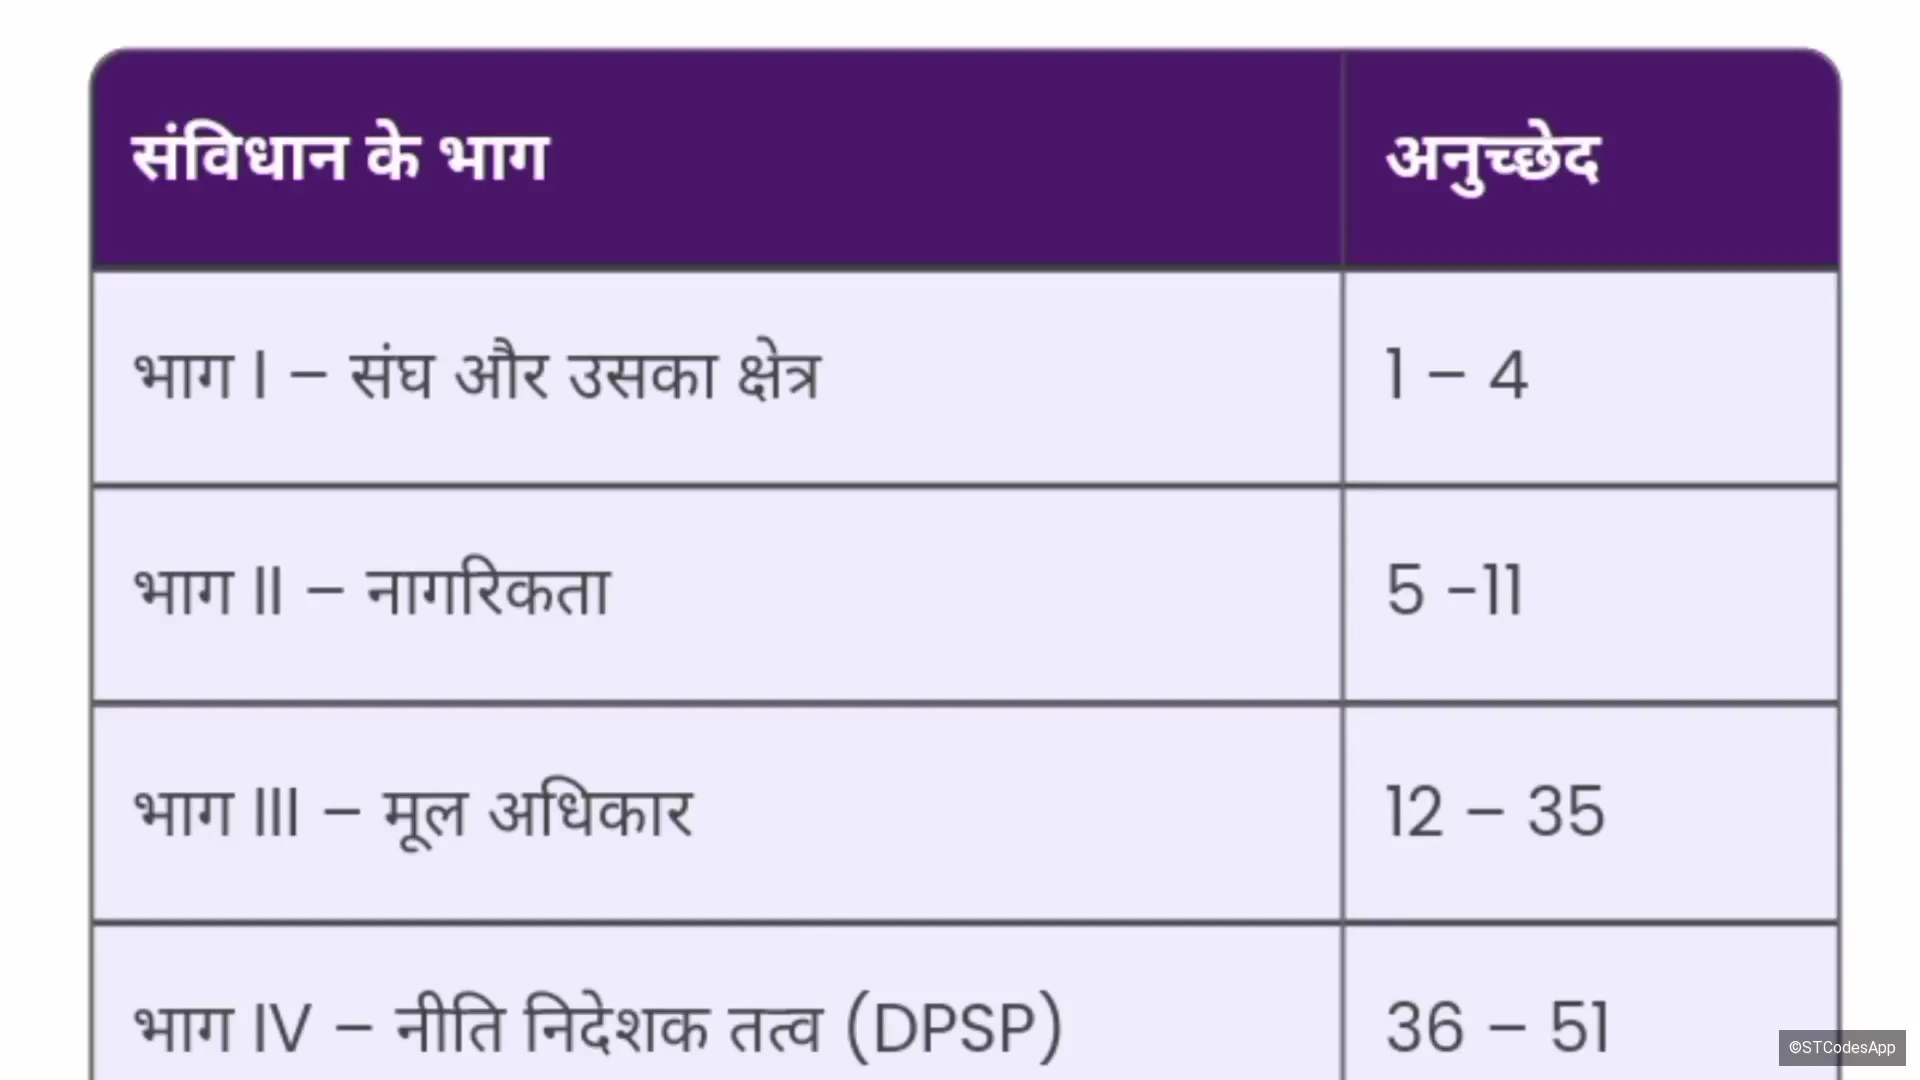 संविधान के भाग अनुच्छेद
भाग I – संघ और उसका क्षेत्र 1 – 4
भाग II – नागरिकता 5 -11
भाग III – मूल अधिकार 12 – 35
भाग IV – नीति निदेशक तत्व (DPSP) 36 – 51
©STCodesApp